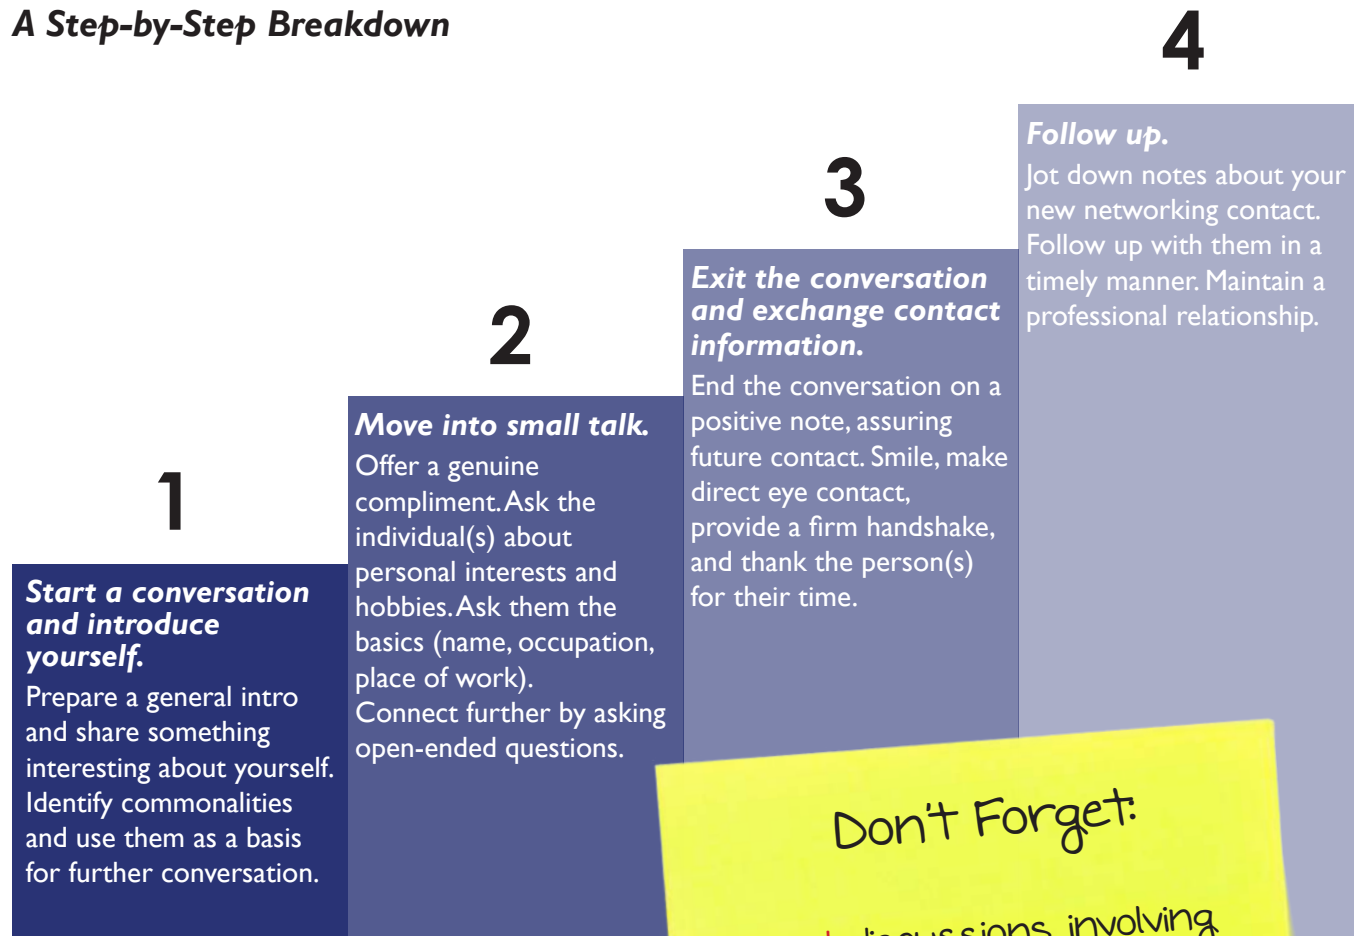 A Step-by-Step Breakdown
1
Start a conversation
and introduce
yourself.
Prepare a general intro
and share something
interesting about yourself.
Identify commonalities
and use them as a basis
for further conversation.
2
Move into small talk.
Offer a genuine
compliment. Ask the
individual(s) about
personal interests and
hobbies. Ask them the
basics (name, occupation,
place of work).
Connect further by asking
open-ended questions.
3
Exit the conversation
and exchange contact
information.
End the conversation on a
positive note, assuring
future contact. Smile, make
direct eye contact,
provide a firm handshake,
and thank the person(s)
for their time.
4
Follow up.
Jot down notes about your
new networking contact.
Follow up with them in a
timely manner. Maintain a
professional relationship.
Don't Forget:
discussions involving